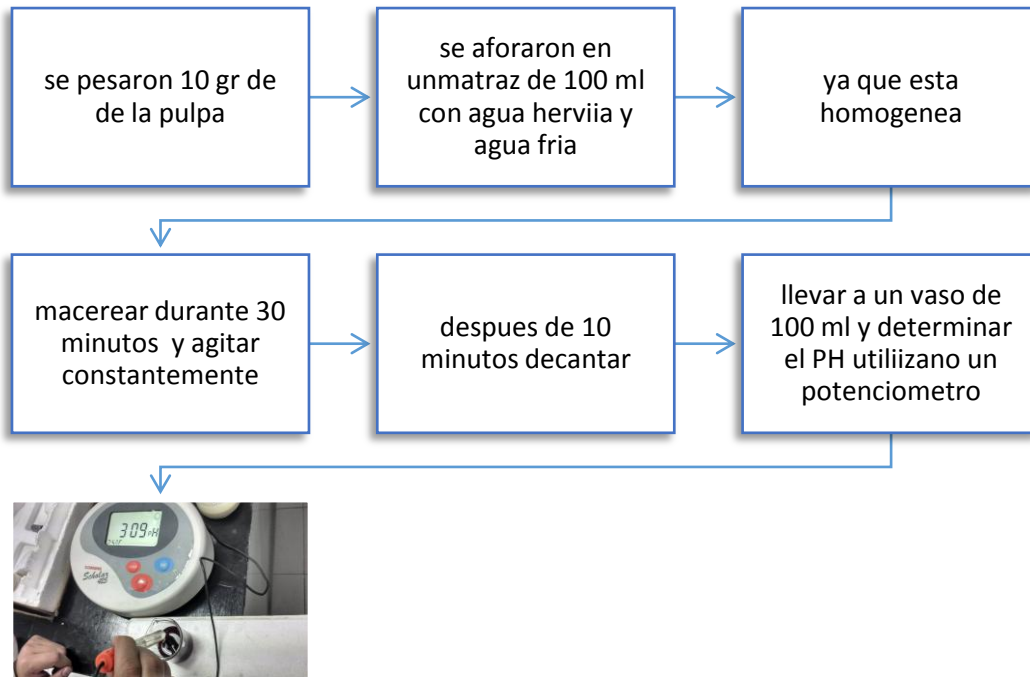 se pesaron 10 gr de
de la pulpa
se aforaron en
unmatraz de 100 ml
con agua herviia y
agua fria
ya que esta
homogenea
macerear durante 30
minutos y agitar
constantemente
despues de 10
minutos decantar
llevar a un vaso de
100 ml y determinar
el PH utiliizano un
potenciometro
309 pH
Scholar